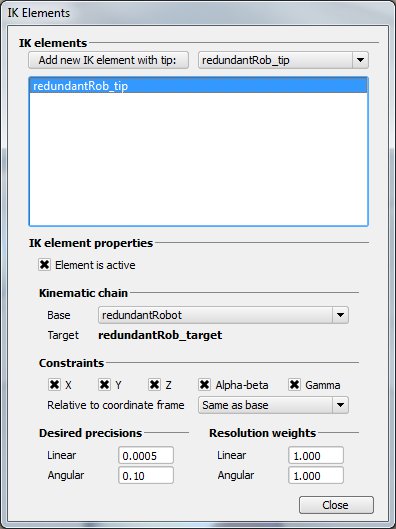 IK Elements
IK elements
Add new IK element with tip: redundantRob_tip
redundantRob_tip
IK element properties
Element is active
Kinematic chain
Base redundantRobot
Target redundantRob_target
Constraints
X Y Z Alpha-beta Gamma
Relative to coordinate frame Same as base
Desired precisions Resolution weights
Linear 0.0005 Linear 1.000
Angular 0.10 Angular 1.000
Close